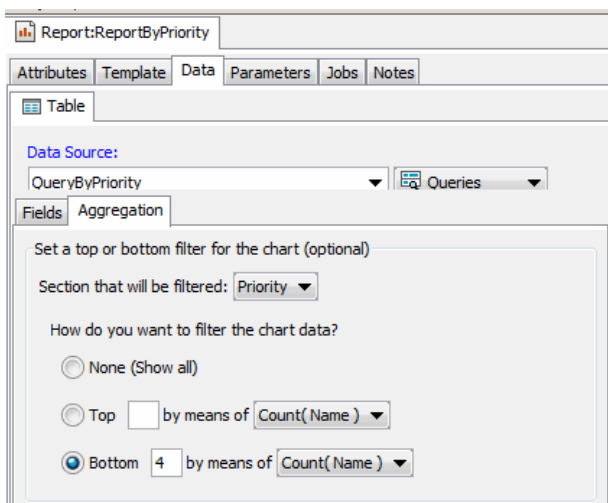 Report:ReportByPriority
Attributes Template Data Parameters Jobs Notes
Table
Data Source:
QueryByPriority Queries
Fields Aggregation
Set a top or bottom filter for the chart (optional)
Section that will be filtered: Priority
How do you want to filter the chart data?
None (Show all)
Top by means of Count( Name )
Bottom 4 by means of Count( Name )